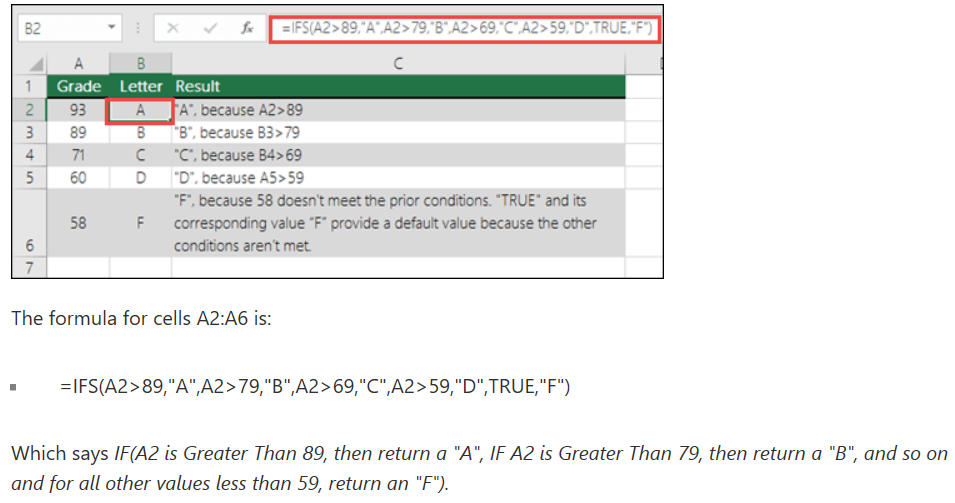 B2 fx =IFS(A2>89,"A",A2>79,"B",A2>69,"C",A2>59,"D",TRUE,"F")
A B C
1 Grade Letter Result
2 93 A "A", because A2>89
3 89 B "B", because B3>79
4 71 C "C", because B4>69
5 60 D "D", because A5>59
"F", because 58 doesn't meet the prior conditions. "TRUE" and its
58 F corresponding value "F" provide a default value because the other
6 conditions aren't met.
7
The formula for cells A2:A6 is:
=IFS(A2>89,"A",A2>79,"B",A2>69,"C",A2>59,"D",TRUE,"F")
Which says IF(A2 is Greater Than 89, then return a "A", IF A2 is Greater Than 79, then return a "B", and so on
and for all other values less than 59, return an "F").